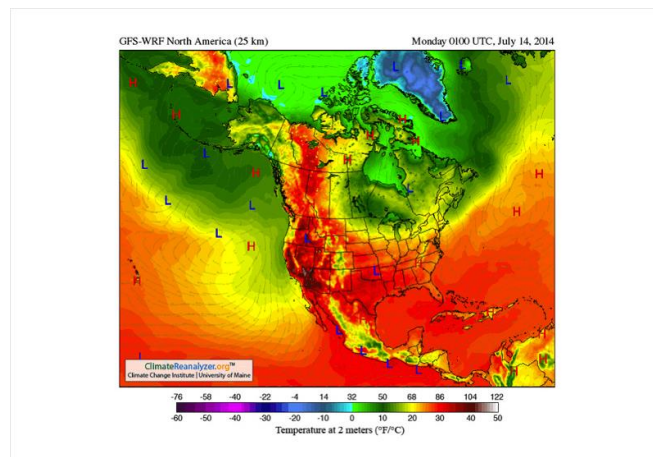 GFS-WRF North America (25 km) Monday 0100 UTC, July 14, 2014
ClimateReanalyzer.org™
Climate Change Institute | University of Maine
-76 -58 -40 -22 -4 14 32 50 68 86 104 122
-60 -50 -40 -30 -20 -10 0 10 20 30 40 50
Temperature at 2 meters (°F/°C)